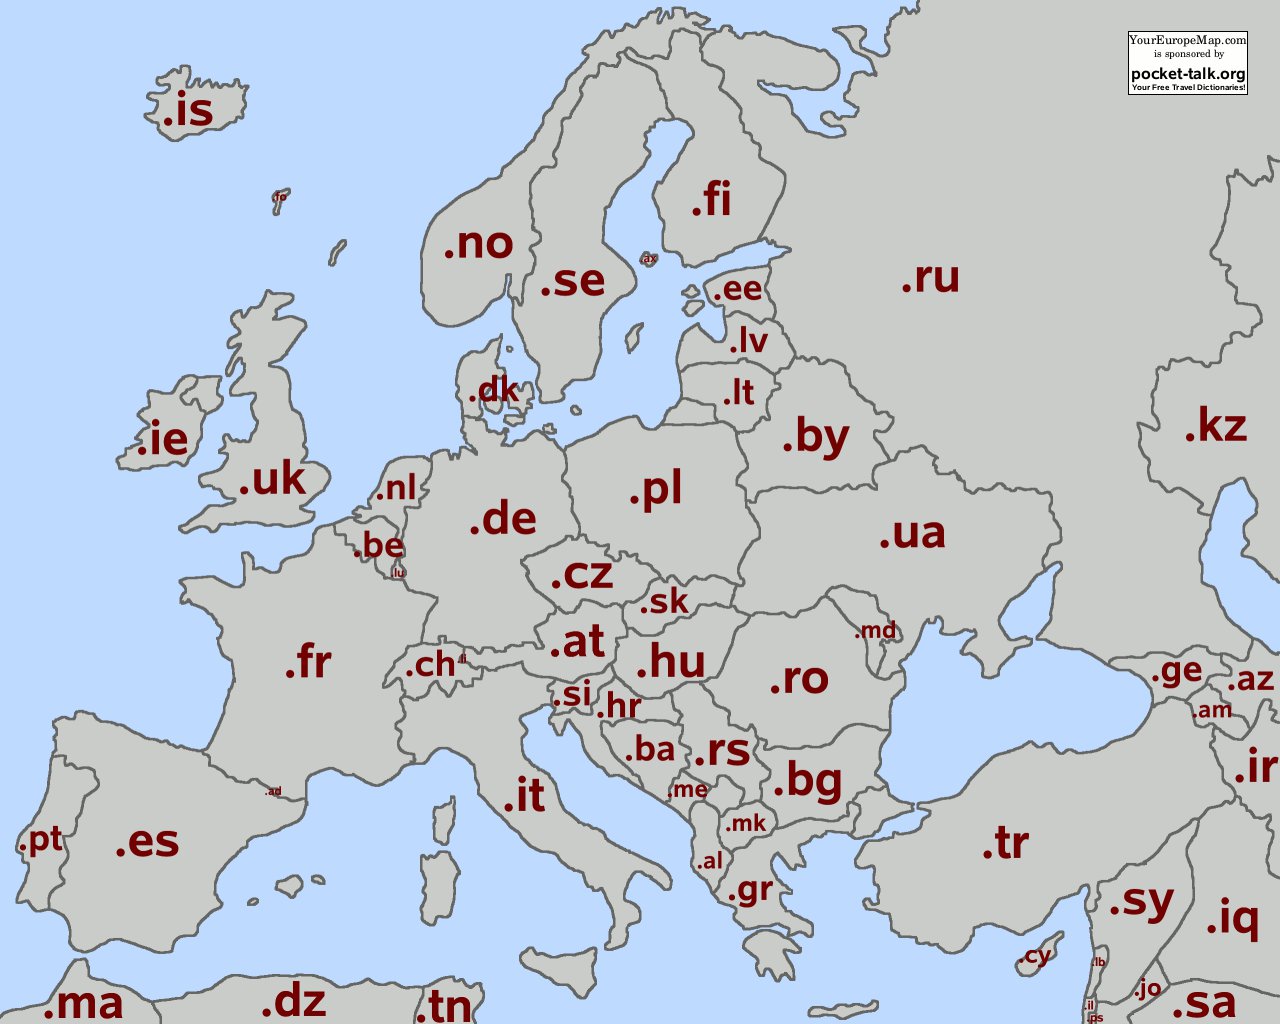 YourEuropeMap.com
is sponsored by
pocket-talk.org
Your Free Travel Dictionaries!
.is
.fo
.no
.se
.fi
.ax
.ru
.ee
.lv
.lt
.dk
.ie
.uk
.nl
.by
.kz
.pl
.de
.be
.lu
.ua
.cz
.sk
.md
.fr
.ch
.li
.at
.hu
.ro
.ge
.az
.si
.hr
.am
.ba
.rs
.ir
.bg
.me
.ad
.it
.mk
.pt
.es
.al
.gr
.tr
.sy
.iq
.cy
.lb
.jo
.ma
.dz
.tn
.il
.ps
.sa